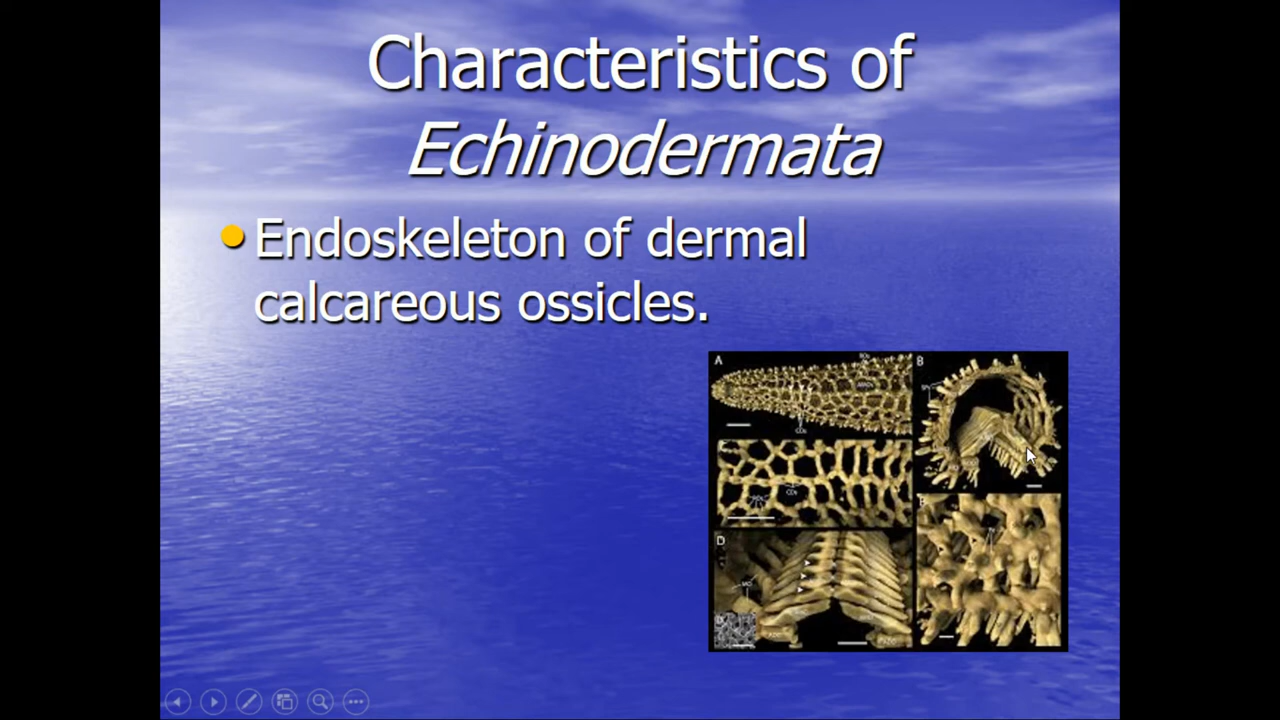 Characteristics of
Echinodermata
Endoskeleton of dermal
calcareous ossicles.
A
B
D